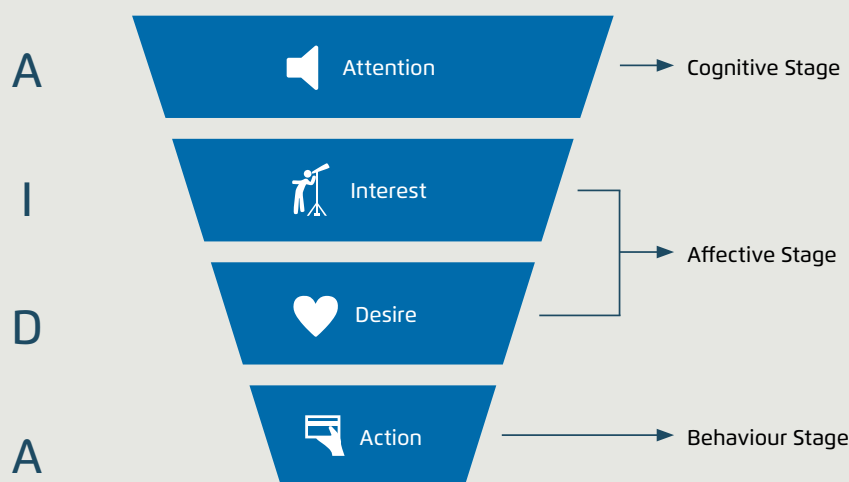 A
Attention
Cognitive Stage
I
Interest
Affective Stage
D
Desire
A
Action
Behaviour Stage